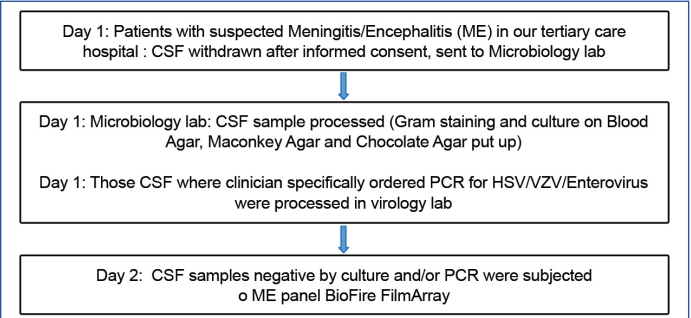 Day 1: Patients with suspected Meningitis/Encephalitis (ME) in our tertiary care
hospital : CSF withdrawn after informed consent, sent to Microbiology lab
Day 1: Microbiology lab: CSF sample processed (Gram staining and culture on Blood
Agar, Maconkey Agar and Chocolate Agar put up)
Day 1: Those CSF where clinician specifically ordered PCR for HSV/VZV/Enterovirus
were processed in virology lab
Day 2:  CSF samples negative by culture and/or PCR were subjected
o ME panel BioFire FilmArray